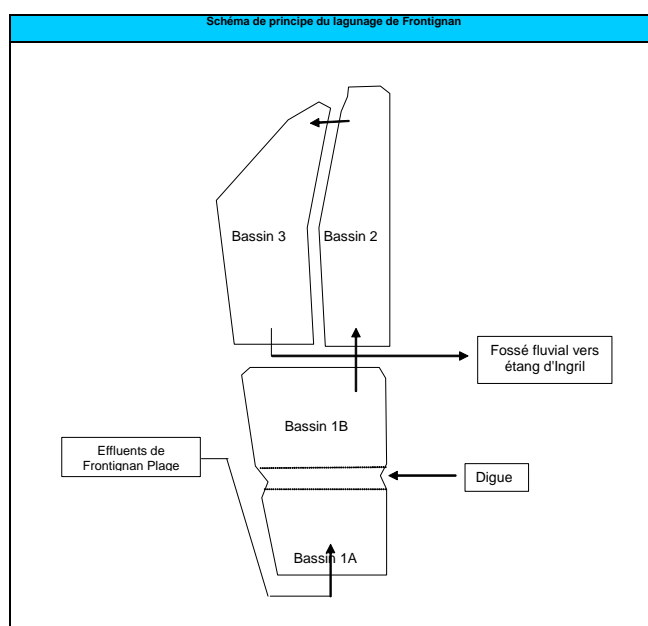 Schéma de principe du lagunage de Frontignan
Bassin 3
Bassin 2
Fossé fluvial vers
étang d'Ingril
Bassin 1B
Effluents de
Frontignan Plage
Digue
Bassin 1A